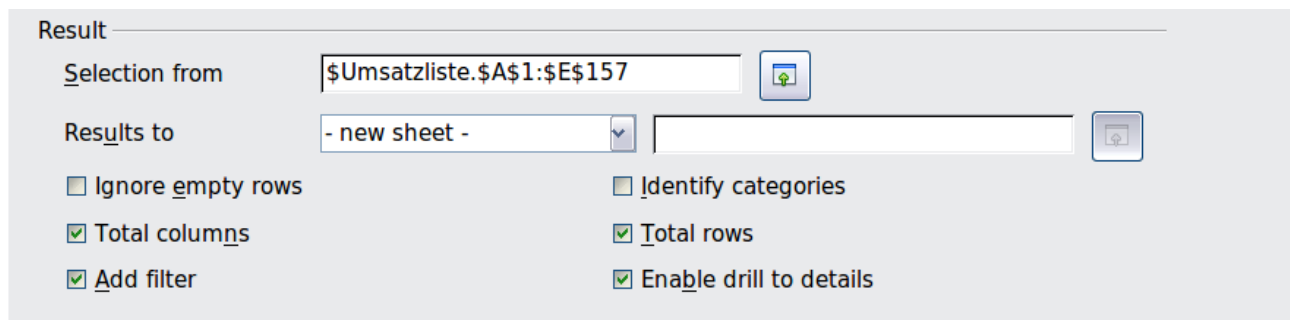 Result
Selection from $Umsatzliste.$A$1:$E$157
Results to - new sheet -
Ignore empty rows Identify categories
Total columns Total rows
Add filter Enable drill to details